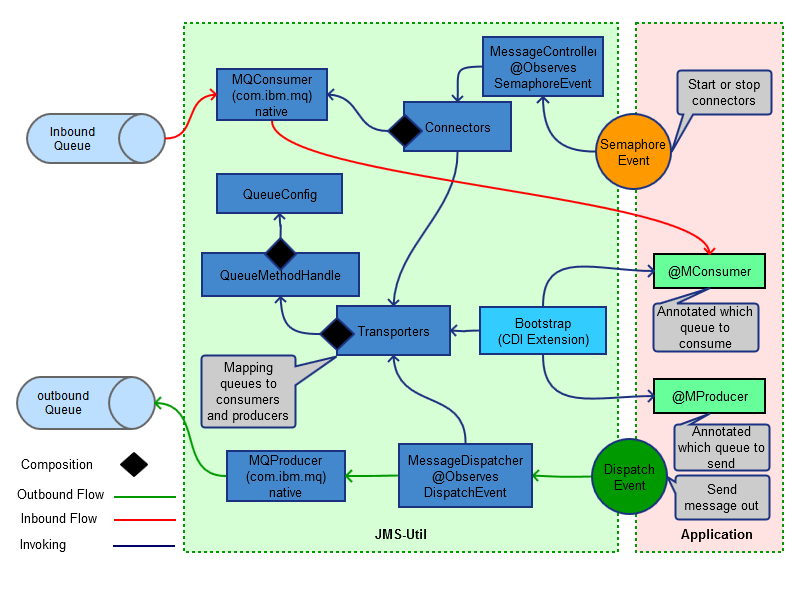 MessageController
@Observes
SemaphoreEvent
MQConsumer
(com.ibm.mq)
native
Start or stop
connectors
Inbound
Queue
Connectors
Semaphore
Event
QueueConfig
QueueMethodHandle
@MConsumer
Annotated which
queue to
consume
Transporters
Bootstrap
(CDI Extension)
Mapping
queues to
consumers
and producers
outbound
Queue
@MProducer
Annotated
which queue to
send
Composition
MQProducer
(com.ibm.mq)
native
MessageDispatcher
@Observes
DispatchEvent
Dispatch
Event
Send
message out
Outbound Flow
Inbound Flow
Invoking
JMS-Util
Application